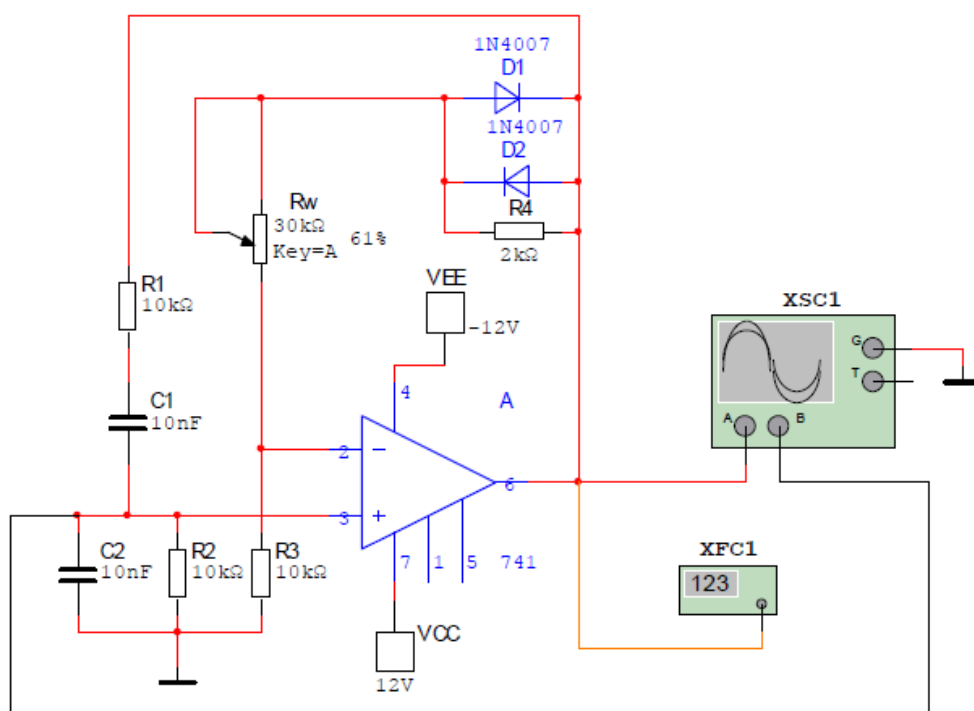 1N4007
D1
1N4007
D2
R4
2kΩ
Rw
30kΩ
Key=A 61%
R1
10kΩ
VEE
-12V
XSC1
G
T
A
B
4
A
C1
10nF
2
−
6
3
+
C2
10nF
R2
10kΩ
R3
10kΩ
7
1
5
741
XFC1
123
VCC
12V